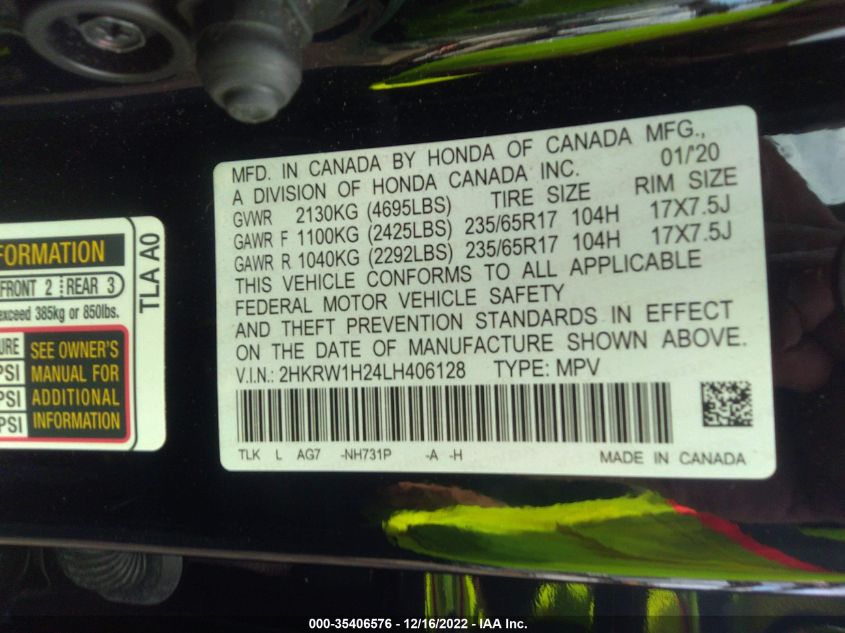 MFD. IN CANADA BY HONDA OF CANADA MFG.,
A DIVISION OF HONDA CANADA INC. 01/'20
GVWR 2130KG (4695LBS) TIRE SIZE RIM SIZE
GAWR F 1100KG (2425LBS) 235/65R17 104H 17X7.5J
GAWR R 1040KG (2292LBS) 235/65R17 104H 17X7.5J
THIS VEHICLE CONFORMS TO ALL APPLICABLE
FEDERAL MOTOR VEHICLE SAFETY
AND THEFT PREVENTION STANDARDS IN EFFECT
ON THE DATE OF MANUFACTURE SHOWN ABOVE.
V.I.N.: 2HKRW1H24LH406128 TYPE: MPV
TLK L AG7 -NH731P -A -H MADE IN CANADA
FORMATION
FRONT 2 REAR 3
exceed 385kg or 850lbs.
TLA A0
URE
PSI
PSI
PSI
SEE OWNER'S
MANUAL FOR
ADDITIONAL
INFORMATION
000-35406576 - 12/16/2022 - IAA Inc.